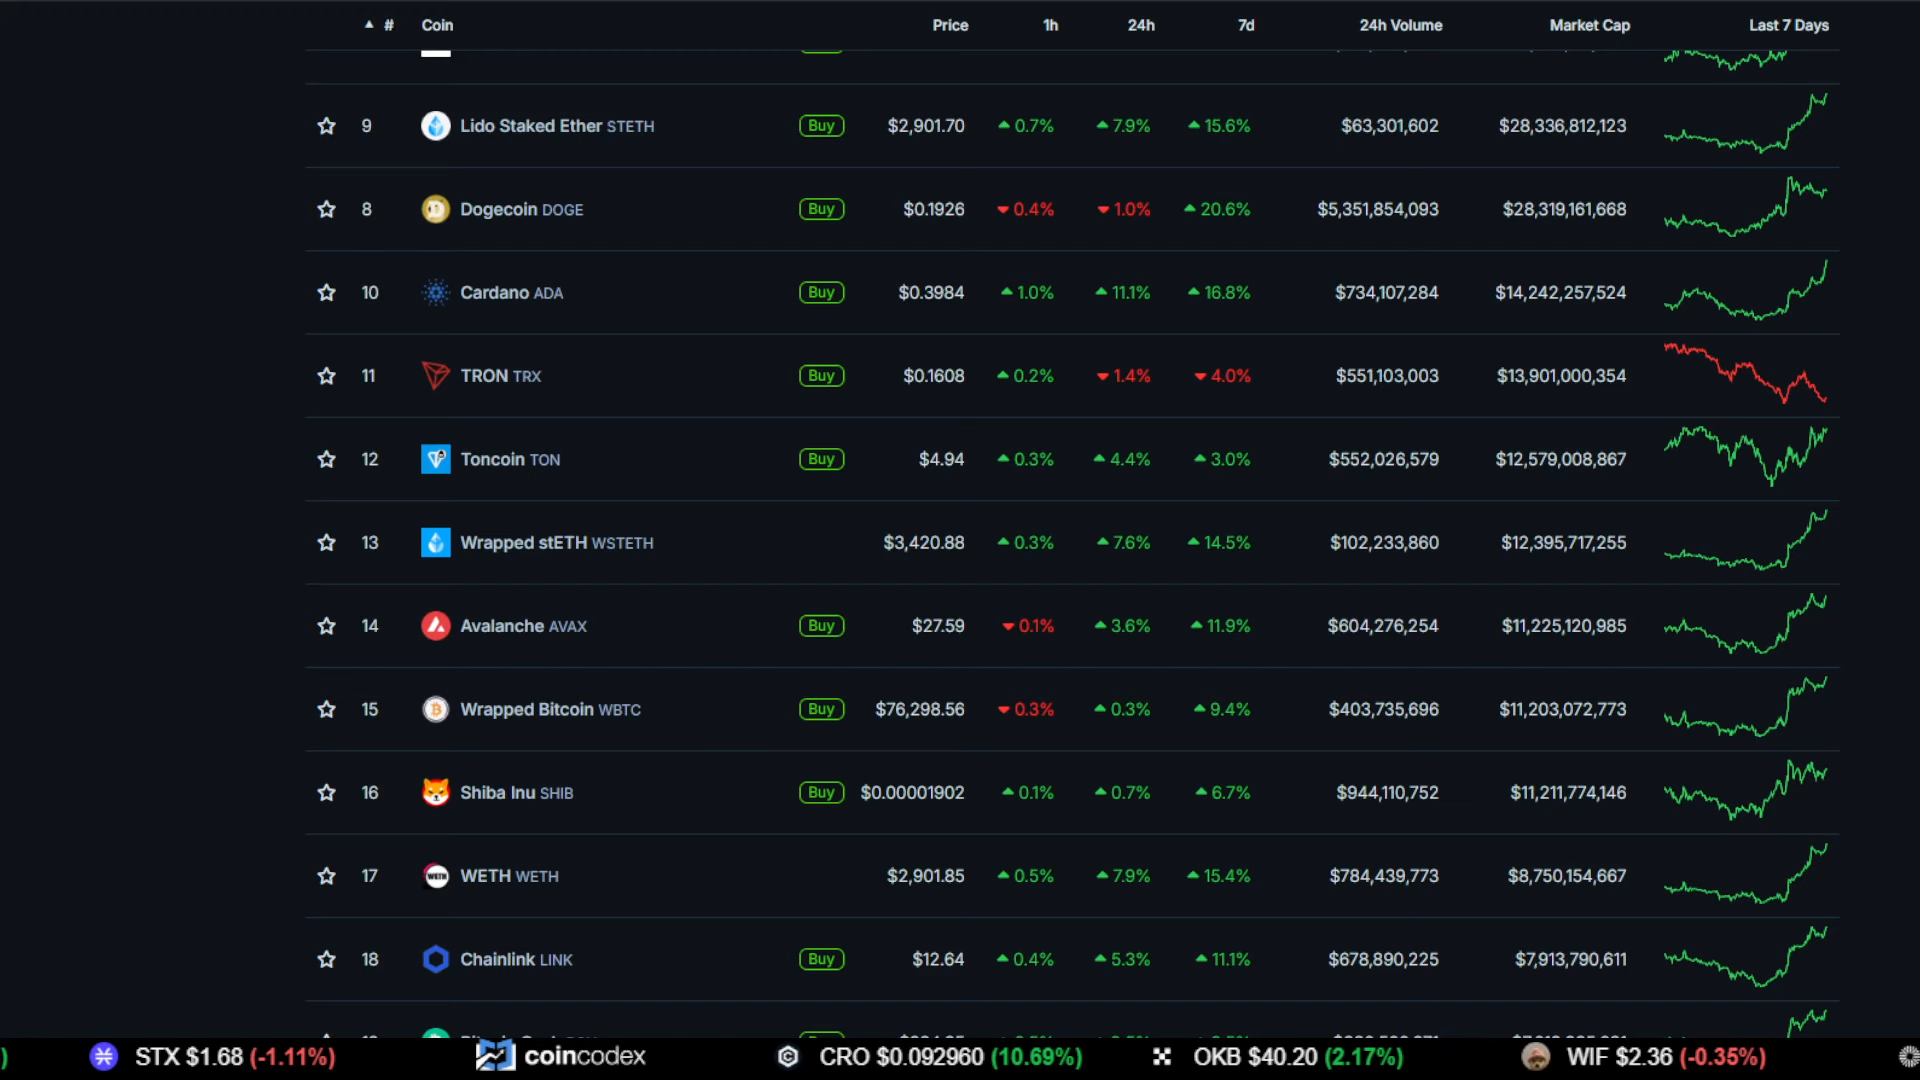 # Coin Price 1h 24h 7d 24h Volume Market Cap Last 7 Days
9 Lido Staked Ether STETH Buy $2,901.70 0.7% 7.9% 15.6% $63,301,602 $28,336,812,123
8 Dogecoin DOGE Buy $0.1926 0.4% 1.0% 20.6% $5,351,854,093 $28,319,161,668
10 Cardano ADA Buy $0.3984 1.0% 11.1% 16.8% $734,107,284 $14,242,257,524
11 TRON TRX Buy $0.1608 0.2% 1.4% 4.0% $551,103,003 $13,901,000,354
12 Toncoin TON Buy $4.94 0.3% 4.4% 3.0% $552,026,579 $12,579,008,867
13 Wrapped stETH WSTETH $3,420.88 0.3% 7.6% 14.5% $102,233,860 $12,395,717,255
14 Avalanche AVAX Buy $27.59 0.1% 3.6% 11.9% $604,276,254 $11,225,120,985
15 Wrapped Bitcoin WBTC Buy $76,298.56 0.3% 0.3% 9.4% $403,735,696 $11,203,072,773
16 Shiba Inu SHIB Buy $0.00001902 0.1% 0.7% 6.7% $944,110,752 $11,211,774,146
17 WETH WETH $2,901.85 0.5% 7.9% 15.4% $784,439,773 $8,750,154,667
18 Chainlink LINK Buy $12.64 0.4% 5.3% 11.1% $678,890,225 $7,913,790,611
) STX $1.68 (-1.11%) coincodex CRO $0.092960 (10.69%) OKB $40.20 (2.17%) WIF $2.36 (-0.35%)